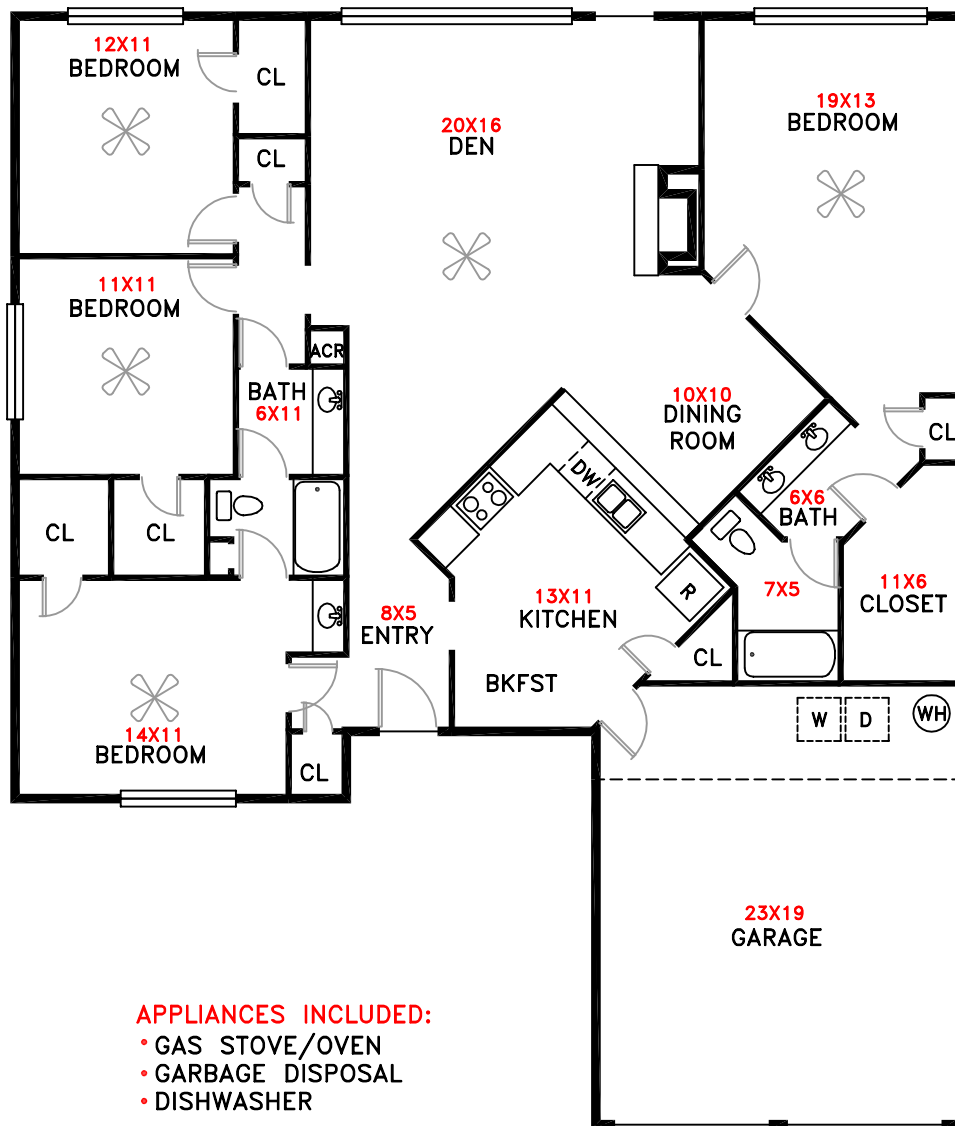 12X11
BEDROOM
CL
CL
20X16
DEN
19X13
BEDROOM
11X11
BEDROOM
ACR
BATH
6X11
10X10
DINING
ROOM
CL
DW
6X6
BATH
CL
CL
8X5
ENTRY
13X11
KITCHEN
R
7X5
11X6
CLOSET
CL
BKFST
14X11
BEDROOM
CL
W
D
WH
23X19
GARAGE
APPLIANCES INCLUDED:
• GAS STOVE/OVEN
• GARBAGE DISPOSAL
• DISHWASHER